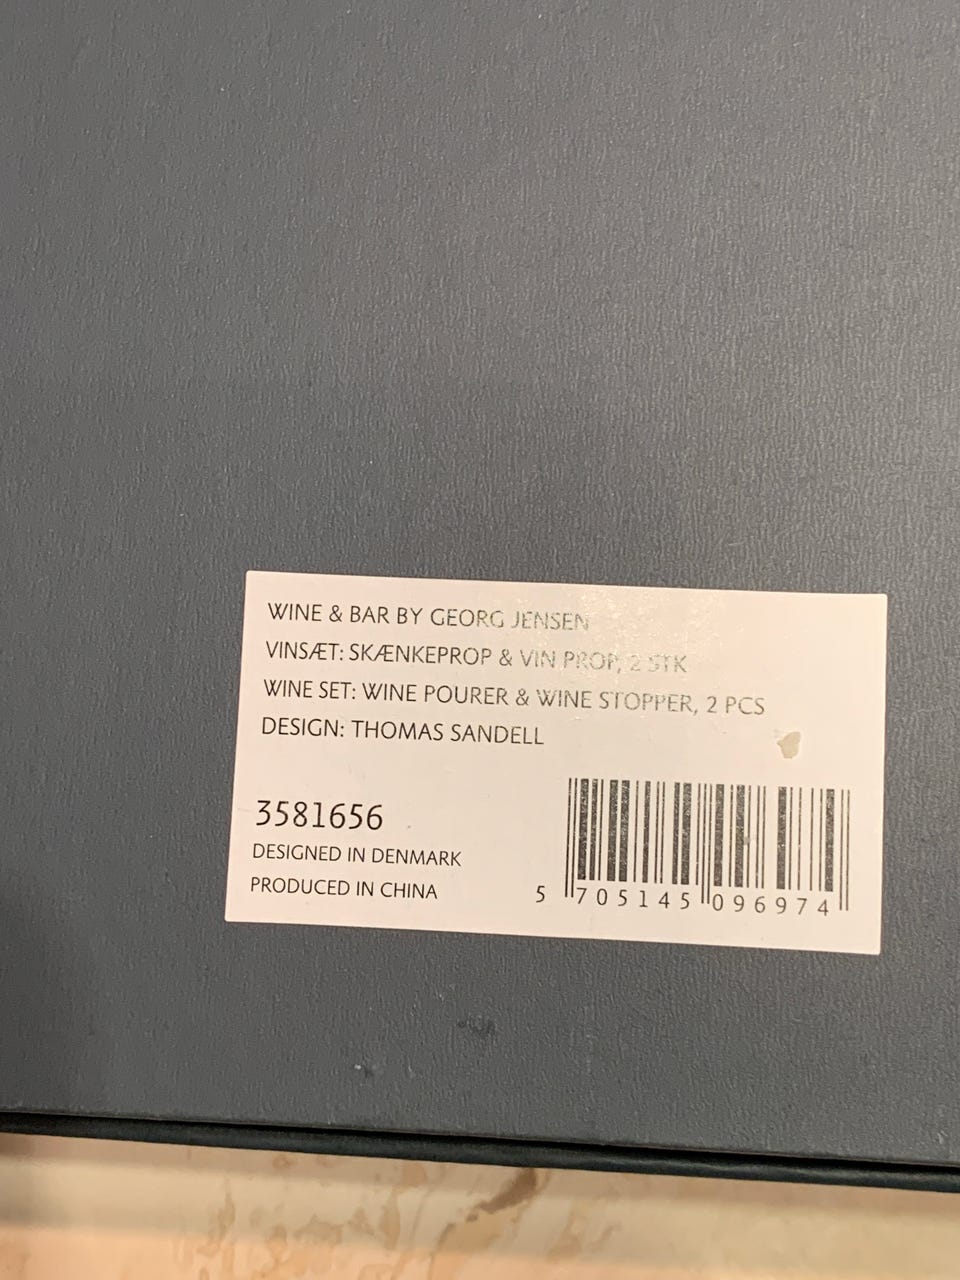 WINE & BAR BY GEORG JENSEN
VINSÆT: SKÆNKEPROP & VIN PROP, 2 STK
WINE SET: WINE POURER & WINE STOPPER, 2 PCS
DESIGN: THOMAS SANDELL
3581656
DESIGNED IN DENMARK
PRODUCED IN CHINA
5 705145 096974